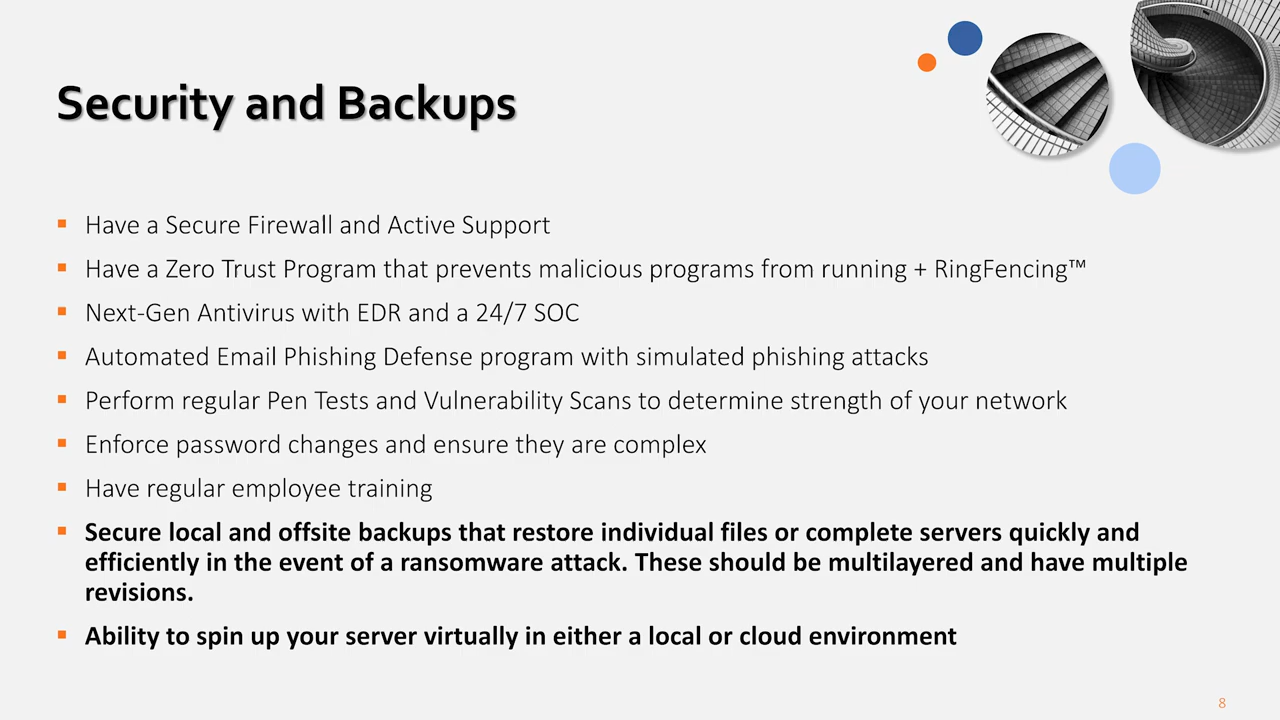 Security and Backups
Have a Secure Firewall and Active Support
Have a Zero Trust Program that prevents malicious programs from running + RingFencing™
Next-Gen Antivirus with EDR and a 24/7 SOC
Automated Email Phishing Defense program with simulated phishing attacks
Perform regular Pen Tests and Vulnerability Scans to determine strength of your network
Enforce password changes and ensure they are complex
Have regular employee training
Secure local and offsite backups that restore individual files or complete servers quickly and
efficiently in the event of a ransomware attack. These should be multilayered and have multiple
revisions.
Ability to spin up your server virtually in either a local or cloud environment
8